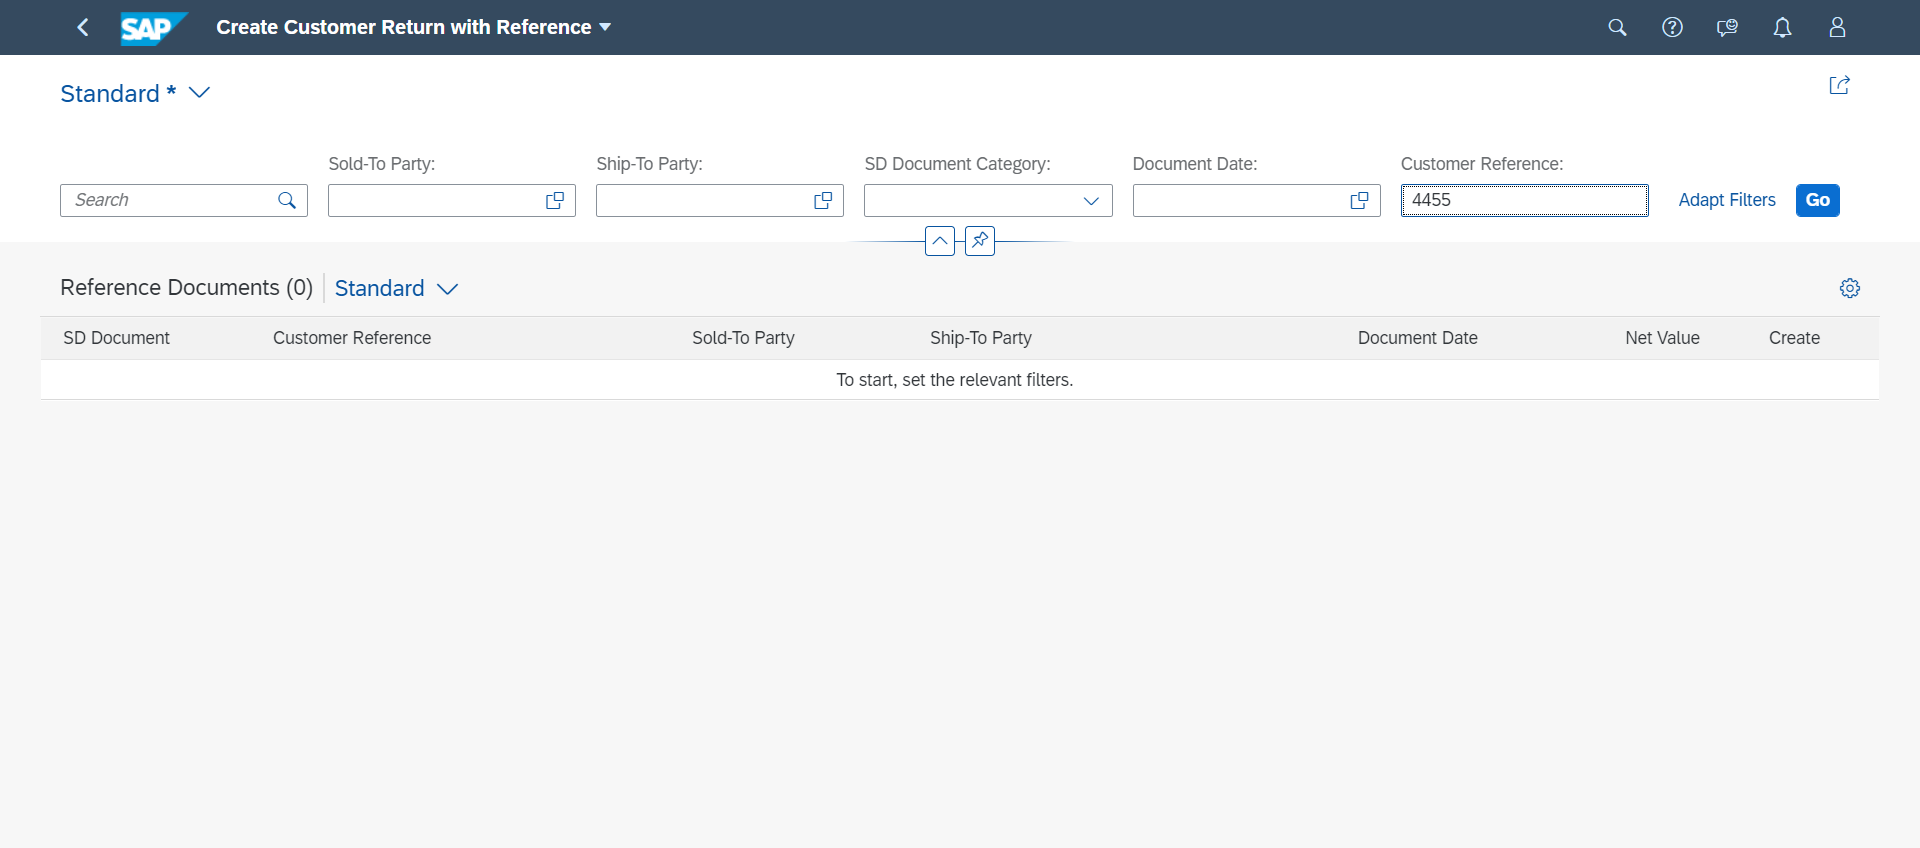 SAP
Create Customer Return with Reference
Standard *
Sold-To Party:
Ship-To Party:
SD Document Category:
Document Date:
Customer Reference:
Search
4455
Adapt Filters
Go
Reference Documents (0)
Standard
SD Document
Customer Reference
Sold-To Party
Ship-To Party
Document Date
Net Value
Create
To start, set the relevant filters.